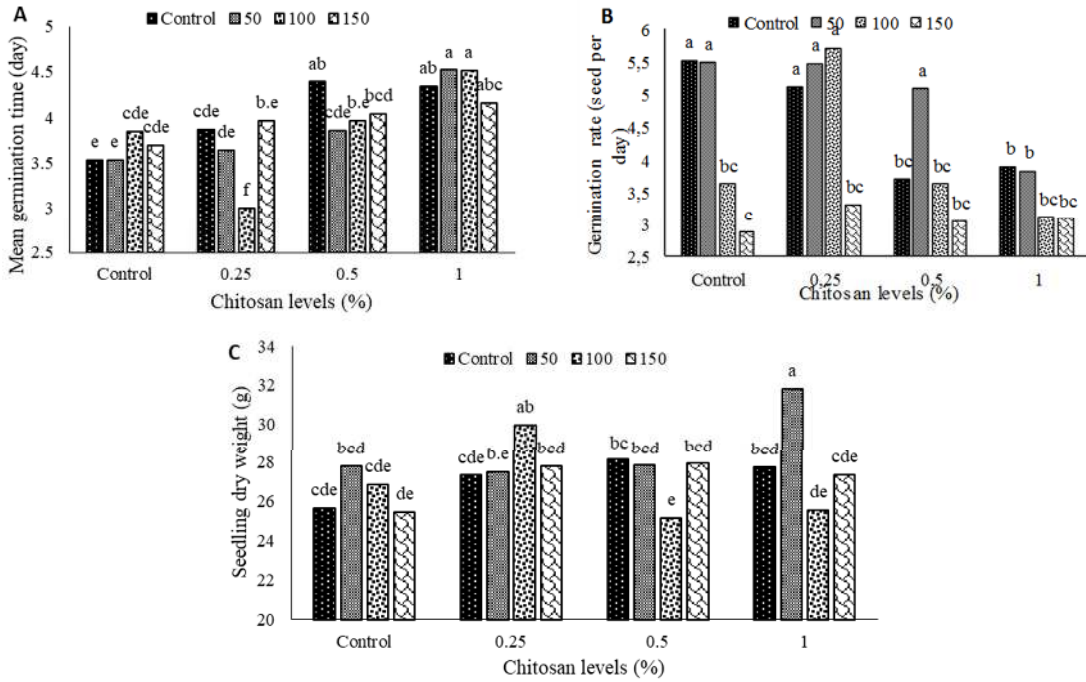 A
Control 50 100 150
Mean germination time (day)
5
4.5
4
3.5
3
2.5
e e cde cde
cde de f b.e
ab cde b.e bcd
ab a a abc
Control 0.25 0.5 1
Chitosan levels (%)
B
Control 50 100 150
Germination rate (seed per
day)
6
5,5
5
4,5
4
3,5
3
2,5
a a bc c
a a a bc
bc a bc bc
b b bc bc
Control 0,25 0,5 1
Chitosan levels (%)
C
Control 50 100 150
Seedling dry weight (g)
34
32
30
28
26
24
22
20
cde bcd cde de
cde b.e ab bcd
bc bcd e bcd
bcd a de cde
Control 0.25 0.5 1
Chitosan levels (%)